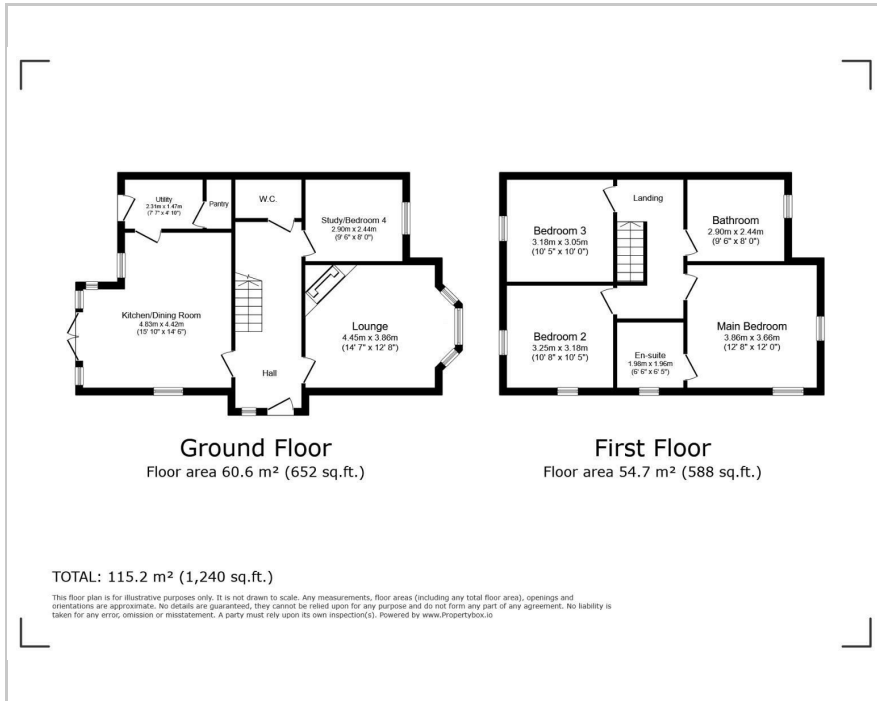 Utility
2.31m x 1.47m
(7' 7" x 4' 10")
Pantry
W.C.
Study/Bedroom 4
2.90m x 2.44m
(9' 6" x 8' 0")
Kitchen/Dining Room
4.83m x 4.42m
(15' 10" x 14' 6")
Lounge
4.45m x 3.86m
(14' 7" x 12' 8")
Hall
Ground Floor
Floor area 60.6 m² (652 sq.ft.)
Landing
Bedroom 3
3.18m x 3.05m
(10' 5" x 10' 0")
Bathroom
2.90m x 2.44m
(9' 6" x 8' 0")
Bedroom 2
3.25m x 3.18m
(10' 8" x 10' 5")
En-suite
1.98m x 1.96m
(6' 6" x 6' 5")
Main Bedroom
3.86m x 3.66m
(12' 8" x 12' 0")
First Floor
Floor area 54.7 m² (588 sq.ft.)
TOTAL: 115.2 m² (1,240 sq.ft.)
This floor plan is for illustrative purposes only. It is not drawn to scale. Any measurements, floor areas (including any total floor area), openings and
orientations are approximate. No details are guaranteed, they cannot be relied upon for any purpose and do not form any part of any agreement. No liability is
taken for any error, omission or misstatement. A party must rely upon its own inspection(s). Powered by www.Propertybox.io